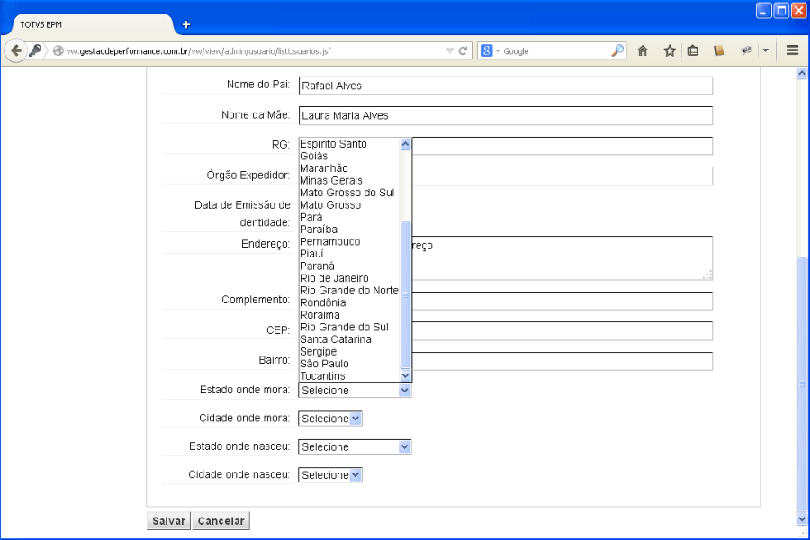 TOTVS EPM
vw.gestaodeperformance.com.br/vw/view/admin/usuario/listUsuarios.js
Google
Nome do Pai: Rafael Alves
Nome da Mãe: Laura Maria Alves
RG:
Órgão Expedidor:
Data de Emissão de
identidade:
Endereço: reço
Complemento:
CEP:
Bairro:
Espírito Santo
Goiás
Maranhão
Minas Gerais
Mato Grosso do Sul
Mato Grosso
Pará
Paraíba
Pernambuco
Piauí
Paraná
Rio de Janeiro
Rio Grande do Norte
Rondônia
Roraima
Rio Grande do Sul
Santa Catarina
Sergipe
São Paulo
Tocantins
Estado onde mora: Selecione
Cidade onde mora: Selecione
Estado onde nasceu: Selecione
Cidade onde nasceu: Selecione
Salvar Cancelar